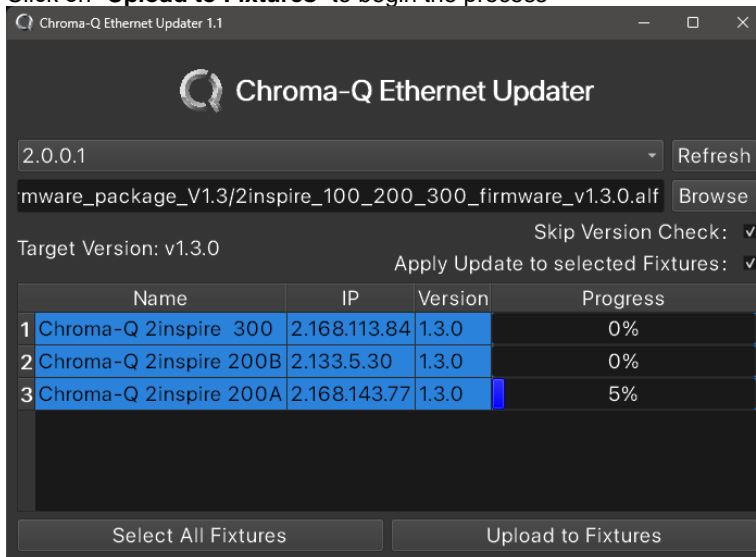 Click on "Upload to Fixtures" to begin the process
Chroma-Q Ethernet Updater 1.1
Chroma-Q Ethernet Updater
2.0.0.1
Refresh
mware_package_V1.3/2inspire_100_200_300_firmware_v1.3.0.alf
Browse
Skip Version Check:
Target Version: v1.3.0
Apply Update to selected Fixtures:
Name IP Version Progress
1 Chroma-Q 2inspire 300 2.168.113.84 1.3.0 0%
2 Chroma-Q 2inspire 200B 2.133.5.30 1.3.0 0%
3 Chroma-Q 2inspire 200A 2.168.143.77 1.3.0 5%
Select All Fixtures
Upload to Fixtures